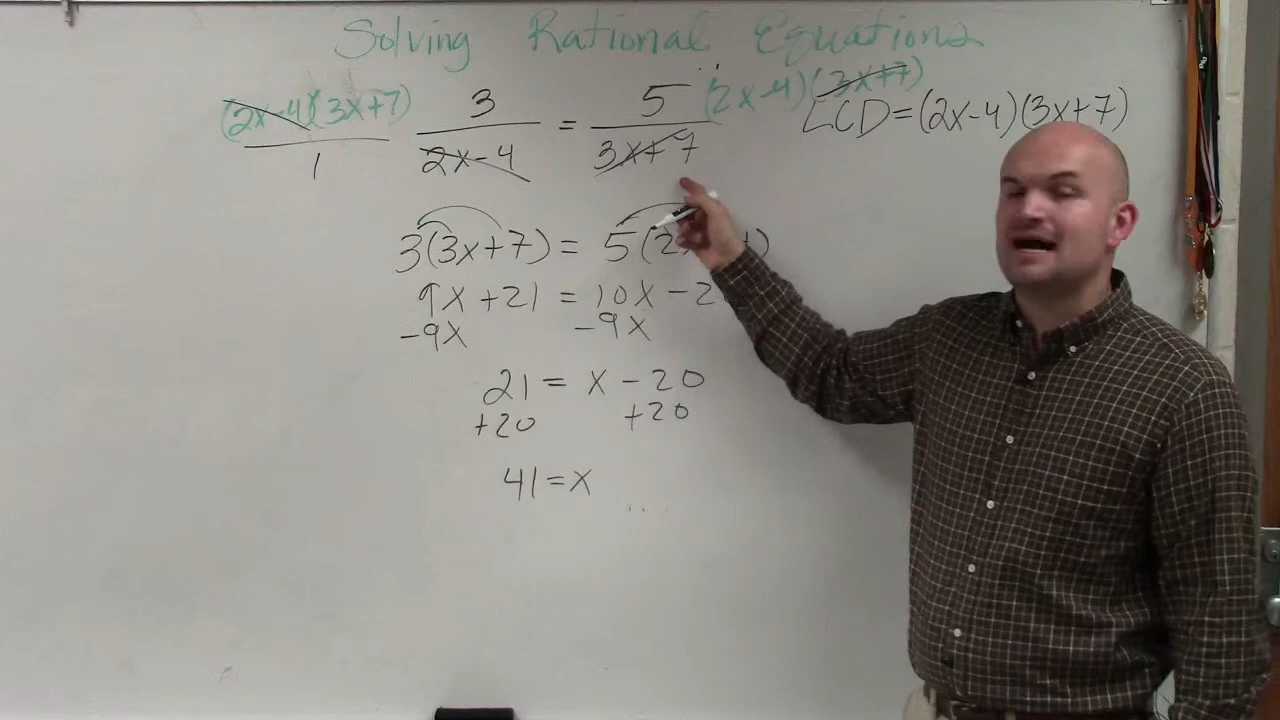 Solving Rational Equations
(2x-4)(3x+7)/1 3/2x-4 = 5/3x+7 (2x-4)(3x+7) LCD=(2x-4)(3x+7)
3(3x+7) = 5(2x
9x +21 = 10x -2
-9x -9x
21 = x - 20
+20 +20
41=x